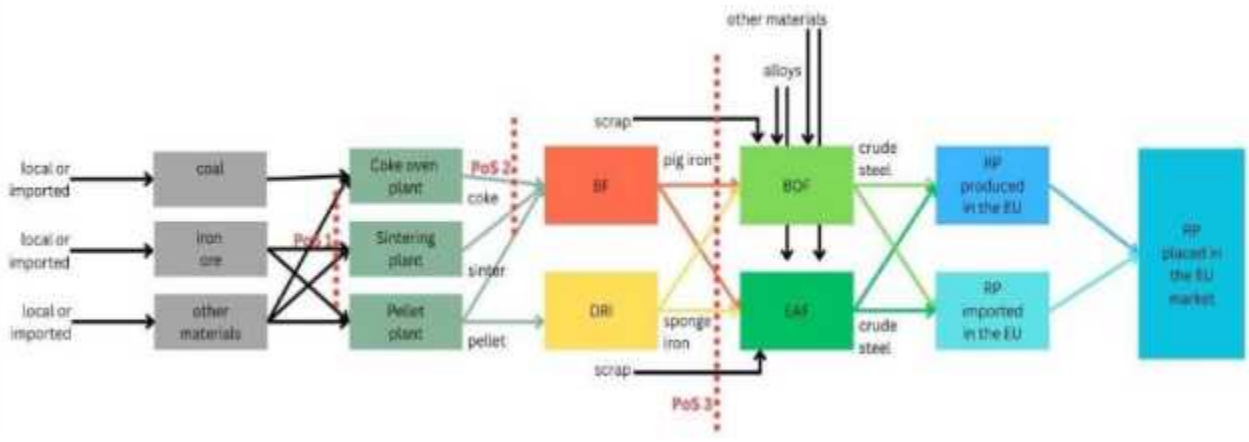 other materials
alloys
scrap
local or
imported
coal
Coke oven
plant
PoS 2
coke
BF
pig iron
BOF
crude
steel
RP
produced
in the EU
local or
imported
iron
ore
PoS 1
Sintering
plant
sinter
RP
placed in
the EU
market
local or
imported
other
materials
Pellet
plant
pellet
DRI
sponge
iron
EAF
crude
steel
RP
imported
in the EU
scrap
PoS 3